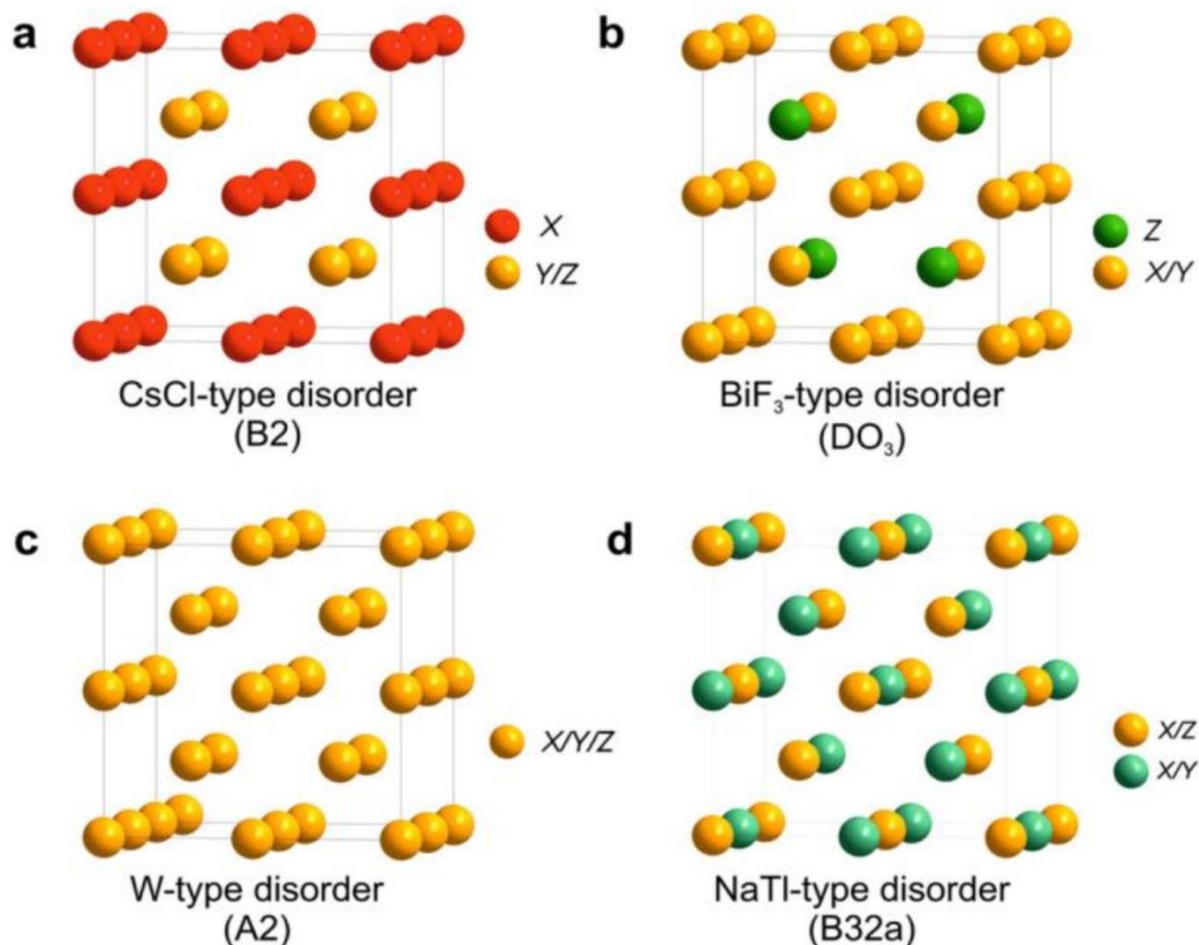 a
X
Y/Z
CsCl-type disorder
(B2)
b
Z
X/Y
BiF₃-type disorder
(DO₃)
c
X/Y/Z
W-type disorder
(A2)
d
X/Z
X/Y
NaTl-type disorder
(B32a)